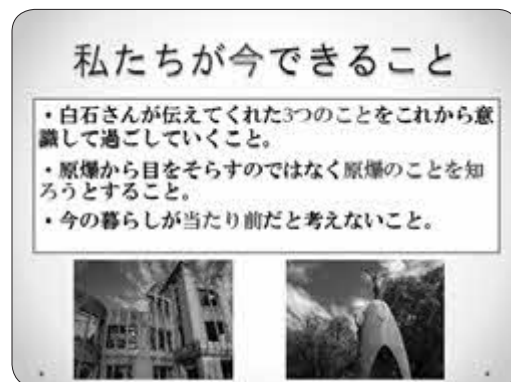 私たちが今できること
・白石さんが伝えてくれた3つのことをこれから意
識して過ごしていくこと。
・原爆から目をそらすのではなく原爆のことを知
ろうとすること。
・今の暮らしが当たり前だと考えないこと。